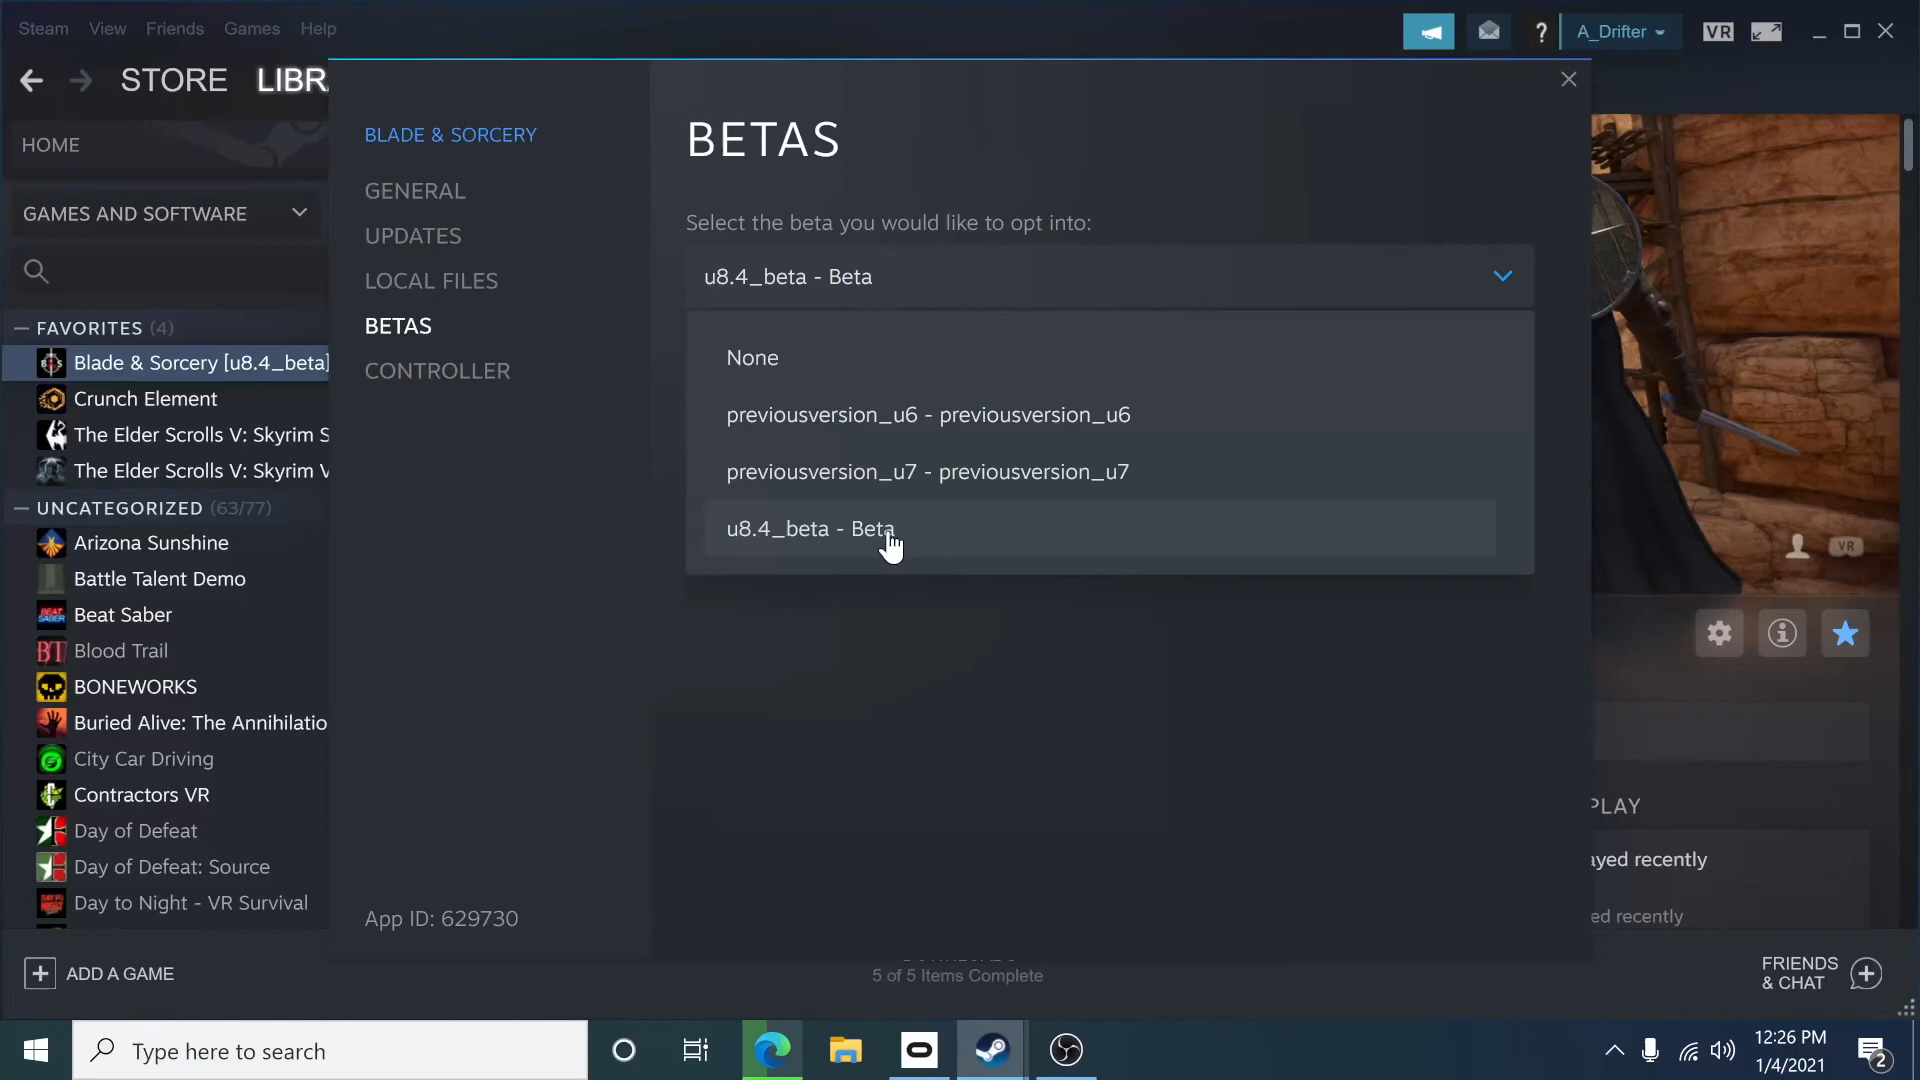 Steam View Friends Games Help
? A_Drifter VR
STORE LIBRA
HOME
GAMES AND SOFTWARE
FAVORITES (4)
Blade & Sorcery [u8.4_beta]
Crunch Element
The Elder Scrolls V: Skyrim S
The Elder Scrolls V: Skyrim V
UNCATEGORIZED (63/77)
Arizona Sunshine
Battle Talent Demo
BEAT SABER Beat Saber
BT Blood Trail
BONEWORKS
Buried Alive: The Annihilatio
City Car Driving
Contractors VR
Day of Defeat
Day of Defeat: Source
Day to Night - VR Survival
ADD A GAME
BLADE & SORCERY
GENERAL
UPDATES
LOCAL FILES
BETAS
CONTROLLER
App ID: 629730
BETAS
Select the beta you would like to opt into:
u8.4_beta - Beta
None
previousversion_u6 - previousversion_u6
previousversion_u7 - previousversion_u7
u8.4_beta - Beta
VR
PLAY
ayed recently
ed recently
5 of 5 Items Complete
FRIENDS
& CHAT
Type here to search
12:26 PM
1/4/2021
2